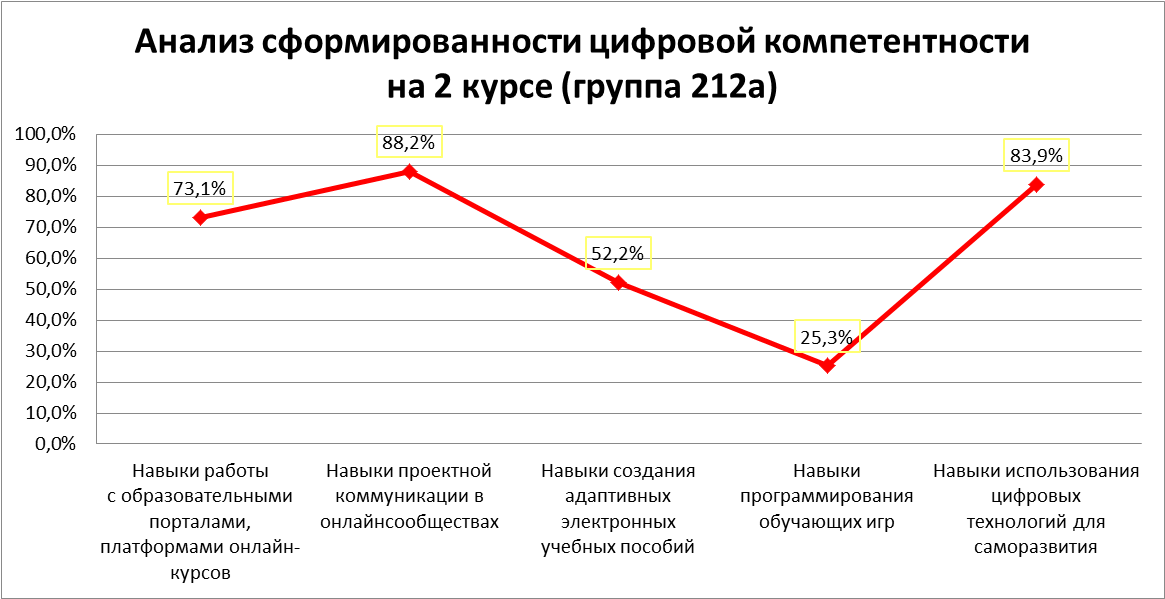 Анализ сформированности цифровой компетентности
на 2 курсе (группа 212а)
100,0%
90,0%
80,0%
70,0%
60,0%
50,0%
40,0%
30,0%
20,0%
10,0%
0,0%
73,1%
88,2%
52,2%
25,3%
83,9%
Навыки работы
с образовательными
порталами,
платформами онлайн-
курсов
Навыки проектной
коммуникации в
онлайнсообществах
Навыки создания
адаптивных
электронных
учебных пособий
Навыки
программирования
обучающих игр
Навыки использования
цифровых
технологий для
саморазвития